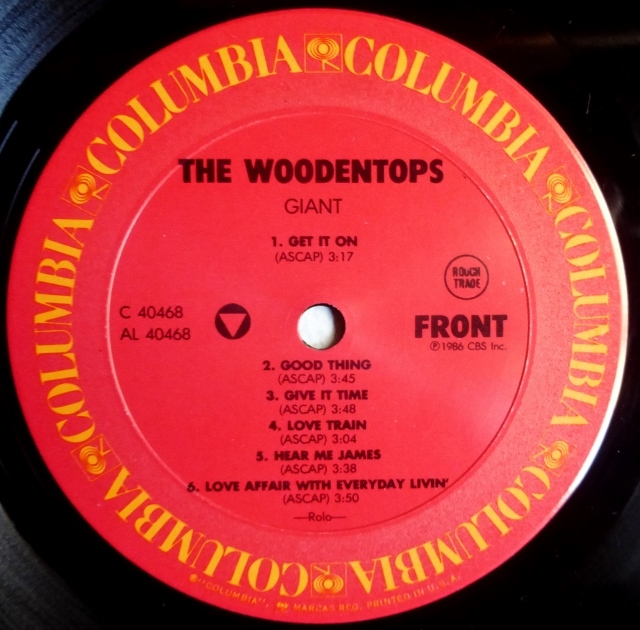 COLUMBIA COLUMBIA COLUMBIA COLUMBIA COLUMBIA COLUMBIA
THE WOODENTOPS
GIANT
1. GET IT ON
(ASCAP) 3:17
ROUGH
TRADE
C 40468
AL 40468
FRONT
℗1986 CBS Inc.
2. GOOD THING
(ASCAP) 3:45
3. GIVE IT TIME
(ASCAP) 3:48
4. LOVE TRAIN
(ASCAP) 3:04
5. HEAR ME JAMES
(ASCAP) 3:38
6. LOVE AFFAIR WITH EVERYDAY LIVIN'
(ASCAP) 3:50
—Rolo—
"COLUMBIA", MARCAS REG. PRINTED IN U.S.A.